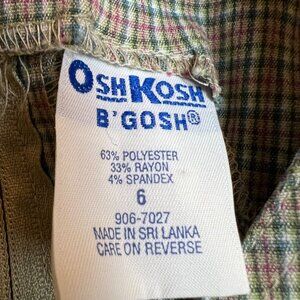 OSHKOSH
B'GOSH®
63% POLYESTER
33% RAYON
4% SPANDEX
6
906-7027
MADE IN SRI LANKA
CARE ON REVERSE